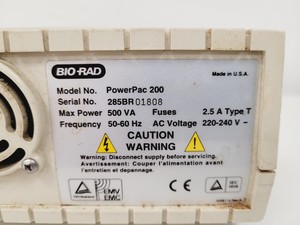 BIO-RAD
Made in U.S.A.
Model No. PowerPac 200
Serial No. 285BR01808
Max Power 500 VA Fuses 2.5 A Type T
Frequency 50-60 Hz AC Voltage 220-240 ~
CAUTION
WARNING
Warning: Disconnect supply before servicing.
Avertissement: Couper l'alimentation avant
l'entretien et depannage.
EMV
EMC
CE
IEC